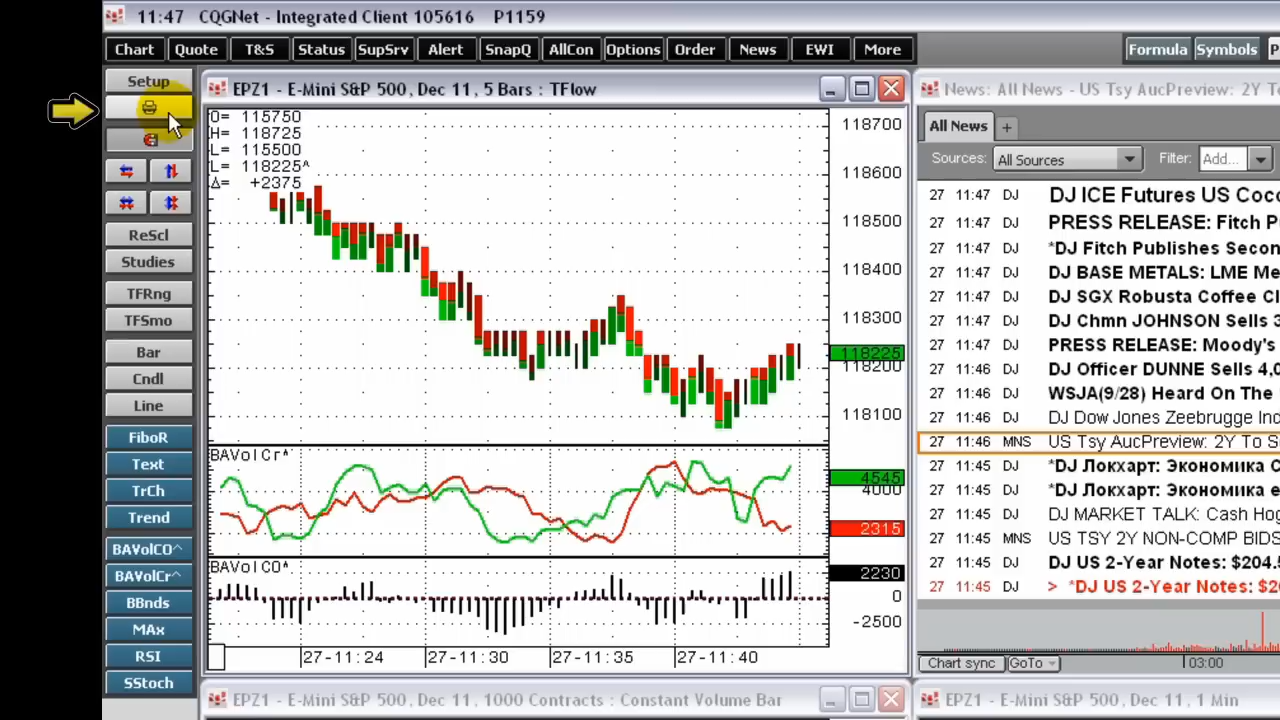 11:47 CQGNet - Integrated Client 105616 P1159
Chart Quote T&S Status SupSrv Alert SnapQ AllCon Options Order News EWI More Formula Symbols P
Setup
ReScl
Studies
TFRng
TFSmo
Bar
Cndl
Line
FiboR
Text
TrCh
Trend
BAVolCO^
BAVolCr^
BBnds
MAx
RSI
SStoch
EPZ1 - E-Mini S&P 500, Dec 11, 5 Bars : TFlow
O= 115750
H= 118725
L= 115500
L= 118225^
Δ= +2375
118700
118600
118500
118400
118300
118225
118200
118100
BAVolCr^
4545
4000
2315
BAVolCO^
2230
0
-2500
27-11:24 27-11:30 27-11:35 27-11:40
News: All News - US Tsy AucPreview: 2Y T
All News +
Sources: All Sources Filter: Add...
27 11:47 DJ DJ ICE Futures US Coco
27 11:47 DJ PRESS RELEASE: Fitch P
27 11:47 DJ *DJ Fitch Publishes Secon
27 11:46 DJ DJ BASE METALS: LME Me
27 11:46 DJ DJ SGX Robusta Coffee Cl
27 11:47 DJ DJ Chmn JOHNSON Sells 3
27 11:47 DJ PRESS RELEASE: Moody's
27 11:46 DJ DJ Officer DUNNE Sells 4,0
27 11:46 DJ WSJA(9/28) Heard On The
27 11:46 DJ DJ Dow Jones Zeebrugge Ind
27 11:46 MNS US Tsy AucPreview: 2Y To S
27 11:45 DJ *DJ Локхарт: Экономика С
27 11:45 DJ *DJ Локхарт: Экономика е
27 11:45 DJ DJ MARKET TALK: Cash Hog
27 11:45 MNS US TSY 2Y NON-COMP BIDS
27 11:45 DJ DJ US 2-Year Notes: $204.5
27 11:45 DJ > *DJ US 2-Year Notes: $2
Chart sync GoTo 03:00
EPZ1 - E-Mini S&P 500, Dec 11, 1000 Contracts : Constant Volume Bar
EPZ1 - E-Mini S&P 500, Dec 11, 1 Min